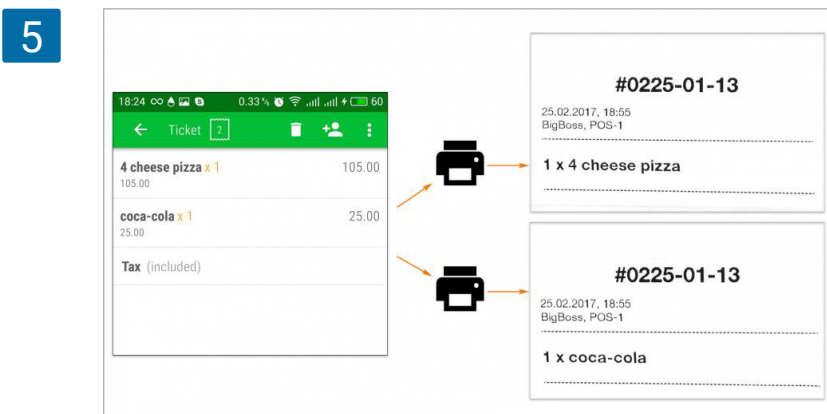 5
18:24 0.33% 60
Ticket 2
4 cheese pizza x 1 105.00
105.00
coca-cola x 1 25.00
25.00
Tax (included)
#0225-01-13
25.02.2017, 18:55
BigBoss, POS-1
1 x 4 cheese pizza
#0225-01-13
25.02.2017, 18:55
BigBoss, POS-1
1 x coca-cola